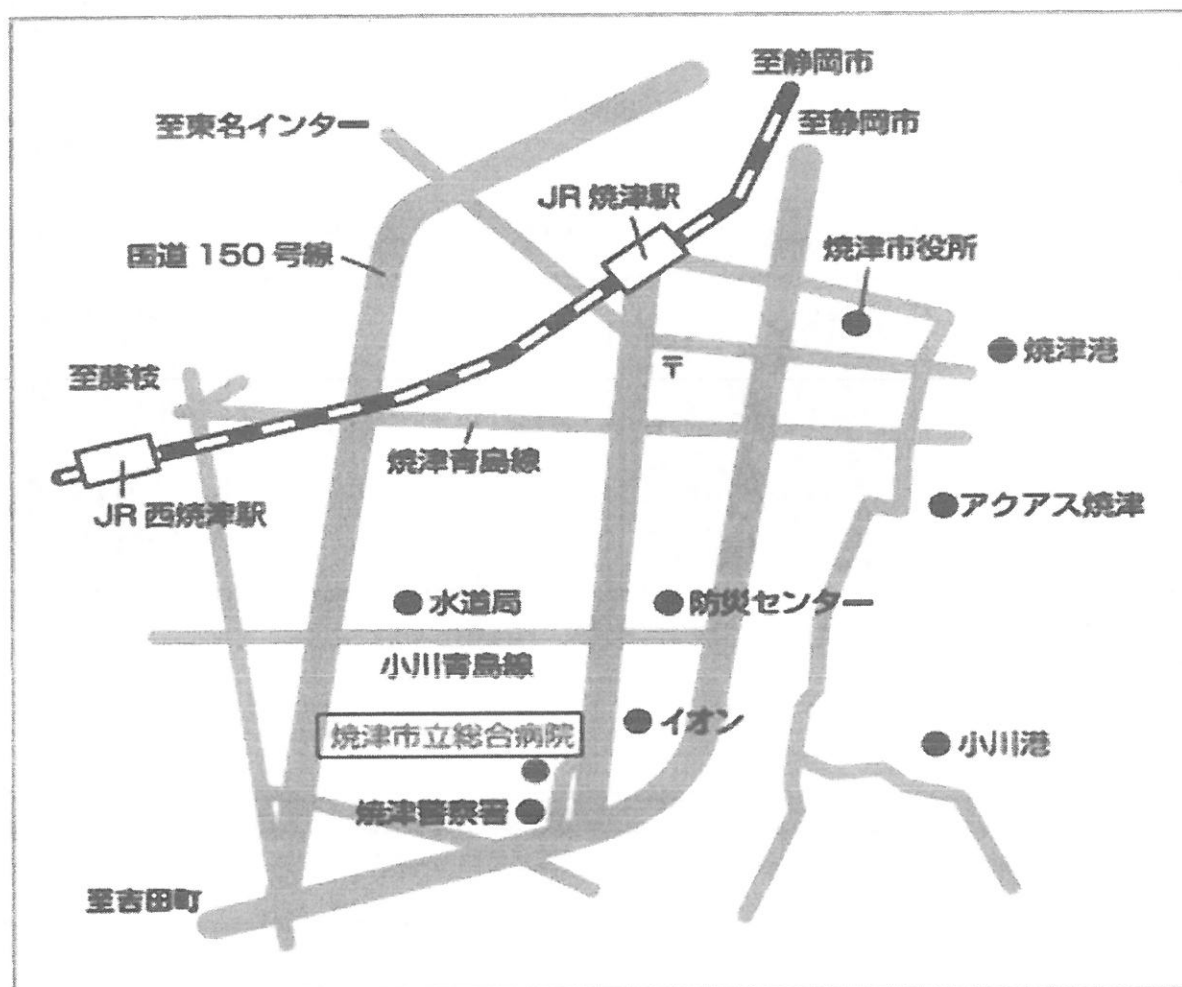 至静岡市
至静岡市
至東名インター
JR 焼津駅
国道 150 号線
焼津市役所
焼津港
〒
至藤枝
焼津青島線
アクアス焼津
JR 西焼津駅
水道局
防災センター
小川青島線
イオン
焼津市立総合病院
小川港
焼津警察署
至吉田町